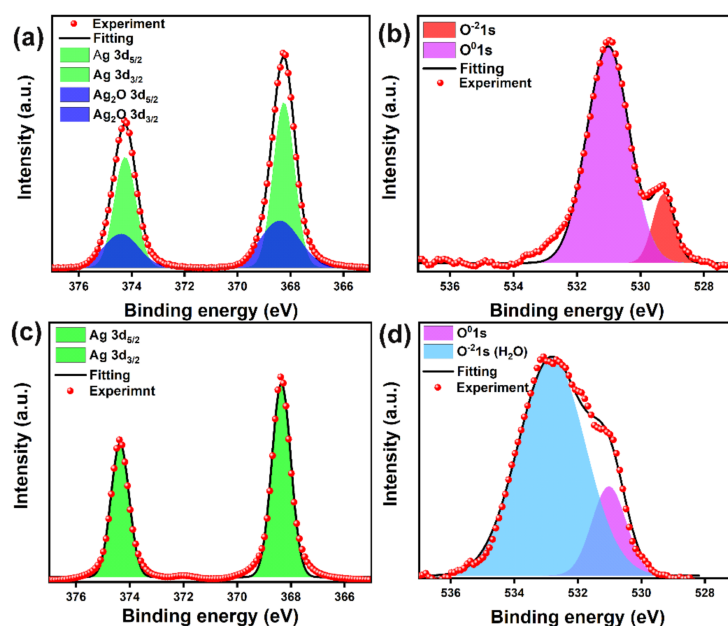 (a)
Experiment
Fitting
Ag 3d5/2
Ag 3d3/2
Ag2O 3d5/2
Ag2O 3d3/2
Intensity (a.u.)
376 374 372 370 368 366
Binding energy (eV)
(b)
O-21s
O01s
Fitting
Experiment
Intensity (a.u.)
536 534 532 530 528
Binding energy (eV)
(c)
Ag 3d5/2
Ag 3d3/2
Fitting
Experimnt
Intensity (a.u.)
376 374 372 370 368 366
Binding energy (eV)
(d)
O01s
O-21s (H2O)
Fitting
Experiment
Intensity (a.u.)
536 534 532 530 528
Binding energy (eV)